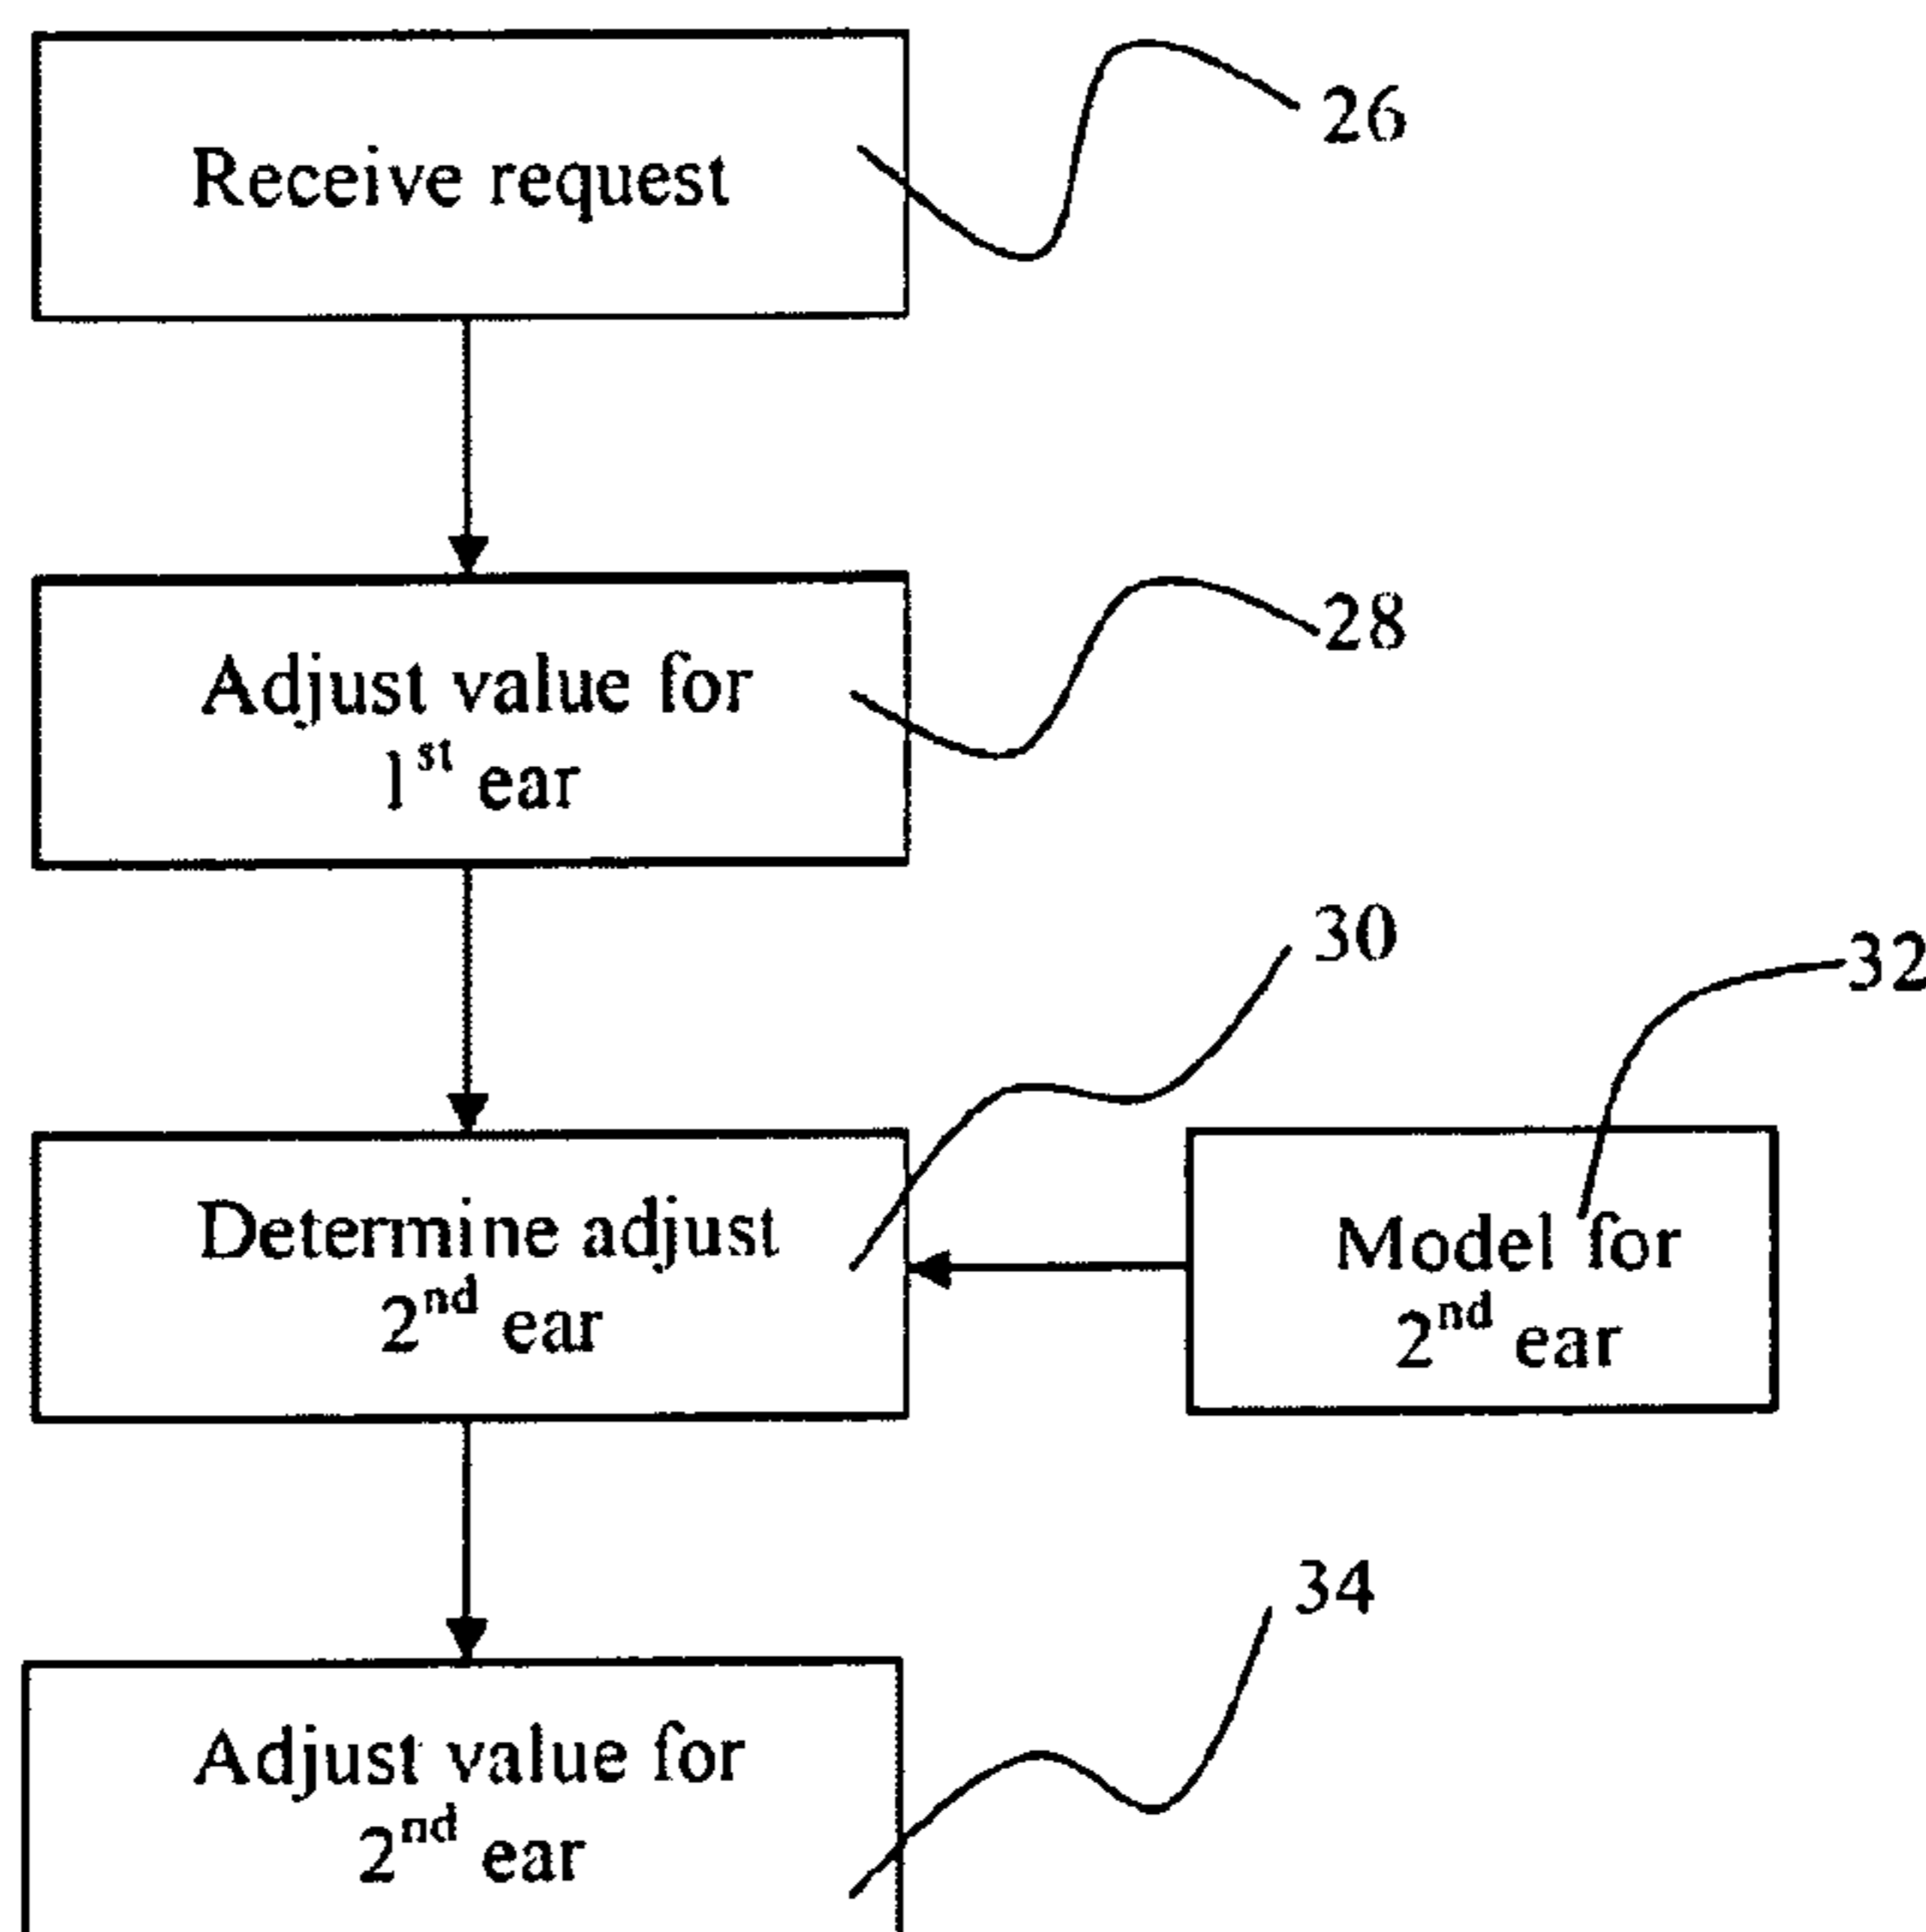 Receive request
26
Adjust value for
1st ear
28
30
32
Determine adjust
2nd ear
Model for
2nd ear
34
Adjust value for
2nd ear